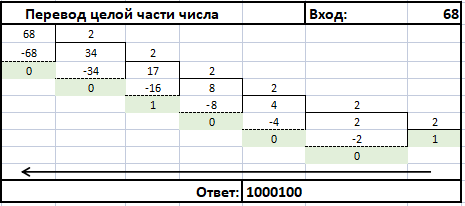 Перевод целой части числа Вход: 68
68 2
-68 34 2
0 -34 17 2
0 -16 8 2
1 -8 4 2
0 -4 2 2
0 -2 1
0
Ответ: 1000100